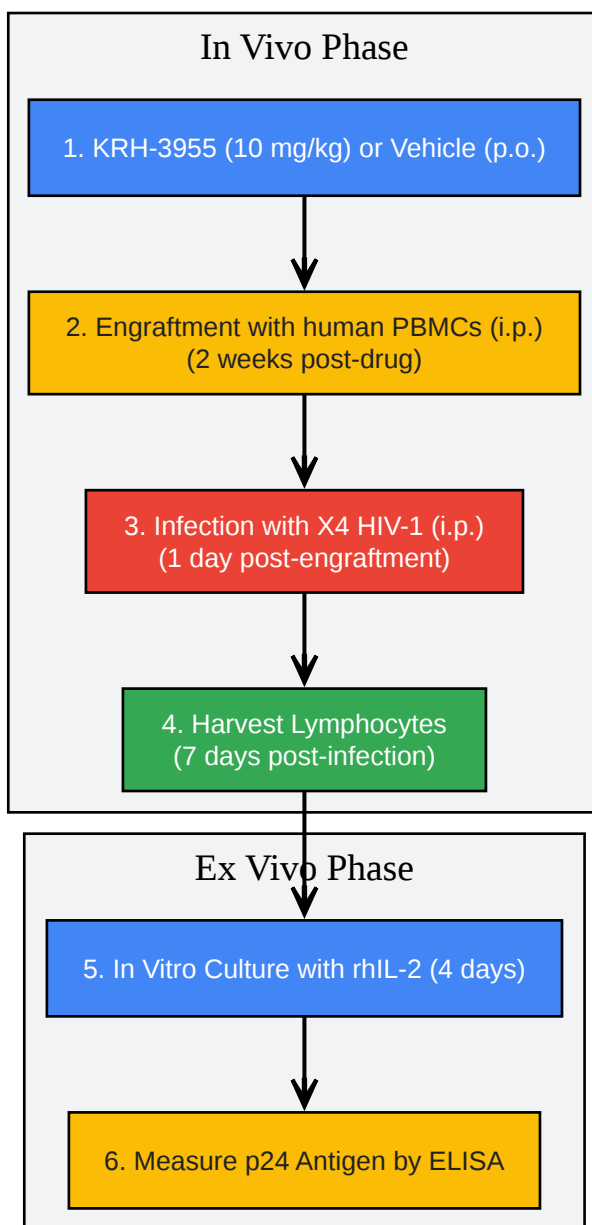 In Vivo Phase
1. KRH-3955 (10 mg/kg) or Vehicle (p.o.)
2. Engraftment with human PBMCs (i.p.)
(2 weeks post-drug)
3. Infection with X4 HIV-1 (i.p.)
(1 day post-engraftment)
4. Harvest Lymphocytes
(7 days post-infection)
Ex Vivo Phase
5. In Vitro Culture with rhIL-2 (4 days)
6. Measure p24 Antigen by ELISA